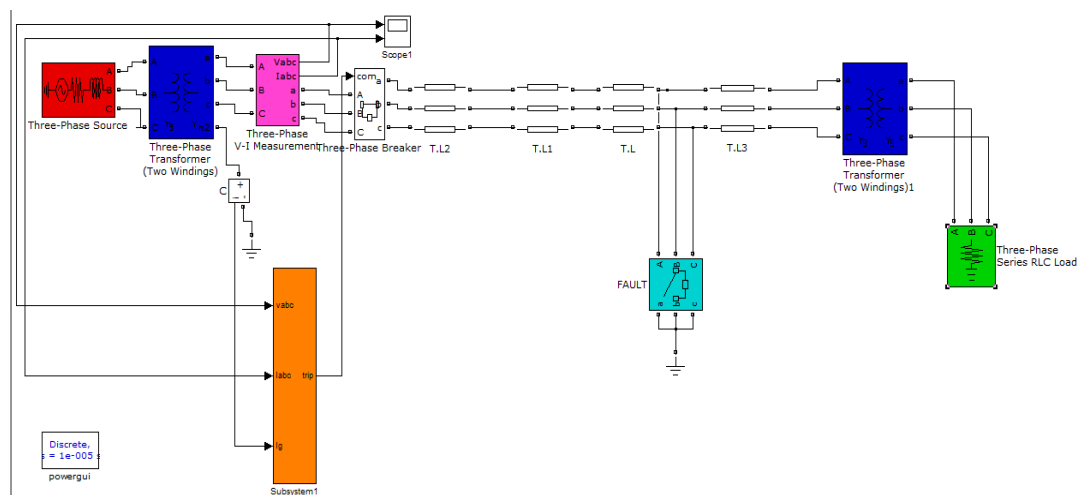 Scope1
Vabc
Iabc
a
b
c
A
B
C
com
A
B
C
a
b
c
A
B
C
Three-Phase Source
Three-Phase
Transformer
(Two Windings)
Three-Phase
V-I Measurement
Three-Phase Breaker
T.L2
T.L1
T.L
T.L3
Three-Phase
Transformer
(Two Windings)1
C
+
-
A
B
C
Three-Phase
Series RLC Load
FAULT
A
B
C
a
b
c
vabc
Iabc
trip
Ig
Subsystem1
Discrete,
s = 1e-005 s
powergui